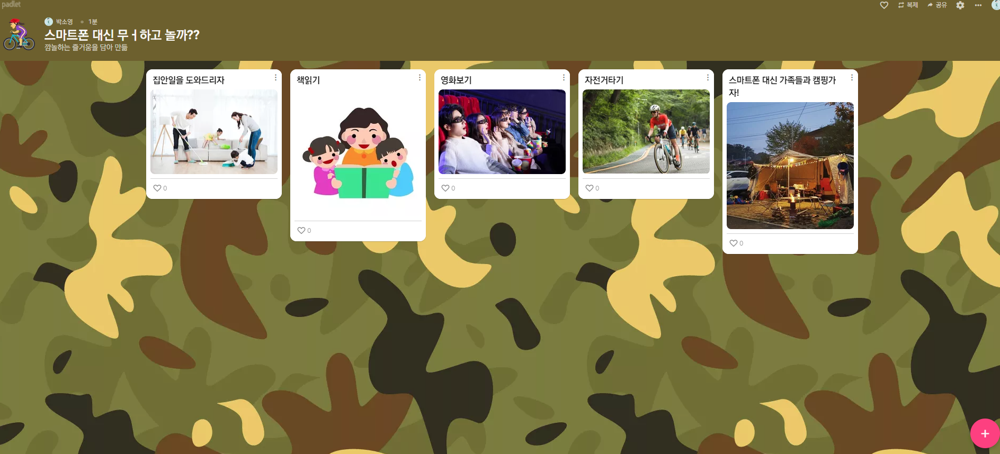 padlet
복제
공유
박소영 • 1분
스마트폰 대신 무ㅓ하고 놀까??
깜놀하는 즐거움을 담아 만듦
집안일을 도와드리자
0
책읽기
0
영화보기
0
자전거타기
0
스마트폰 대신 가족들과 캠핑가
자!
0